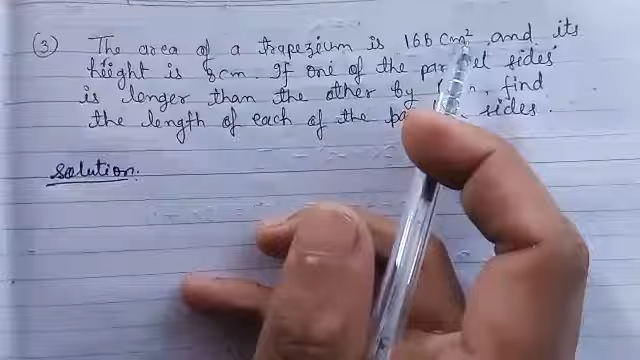 (3) The area of a trapezium is 168 cm² and its
height is 8cm. If one of the par el sides
is longer than the other by find
the length of each of the pa sides.
Solution.